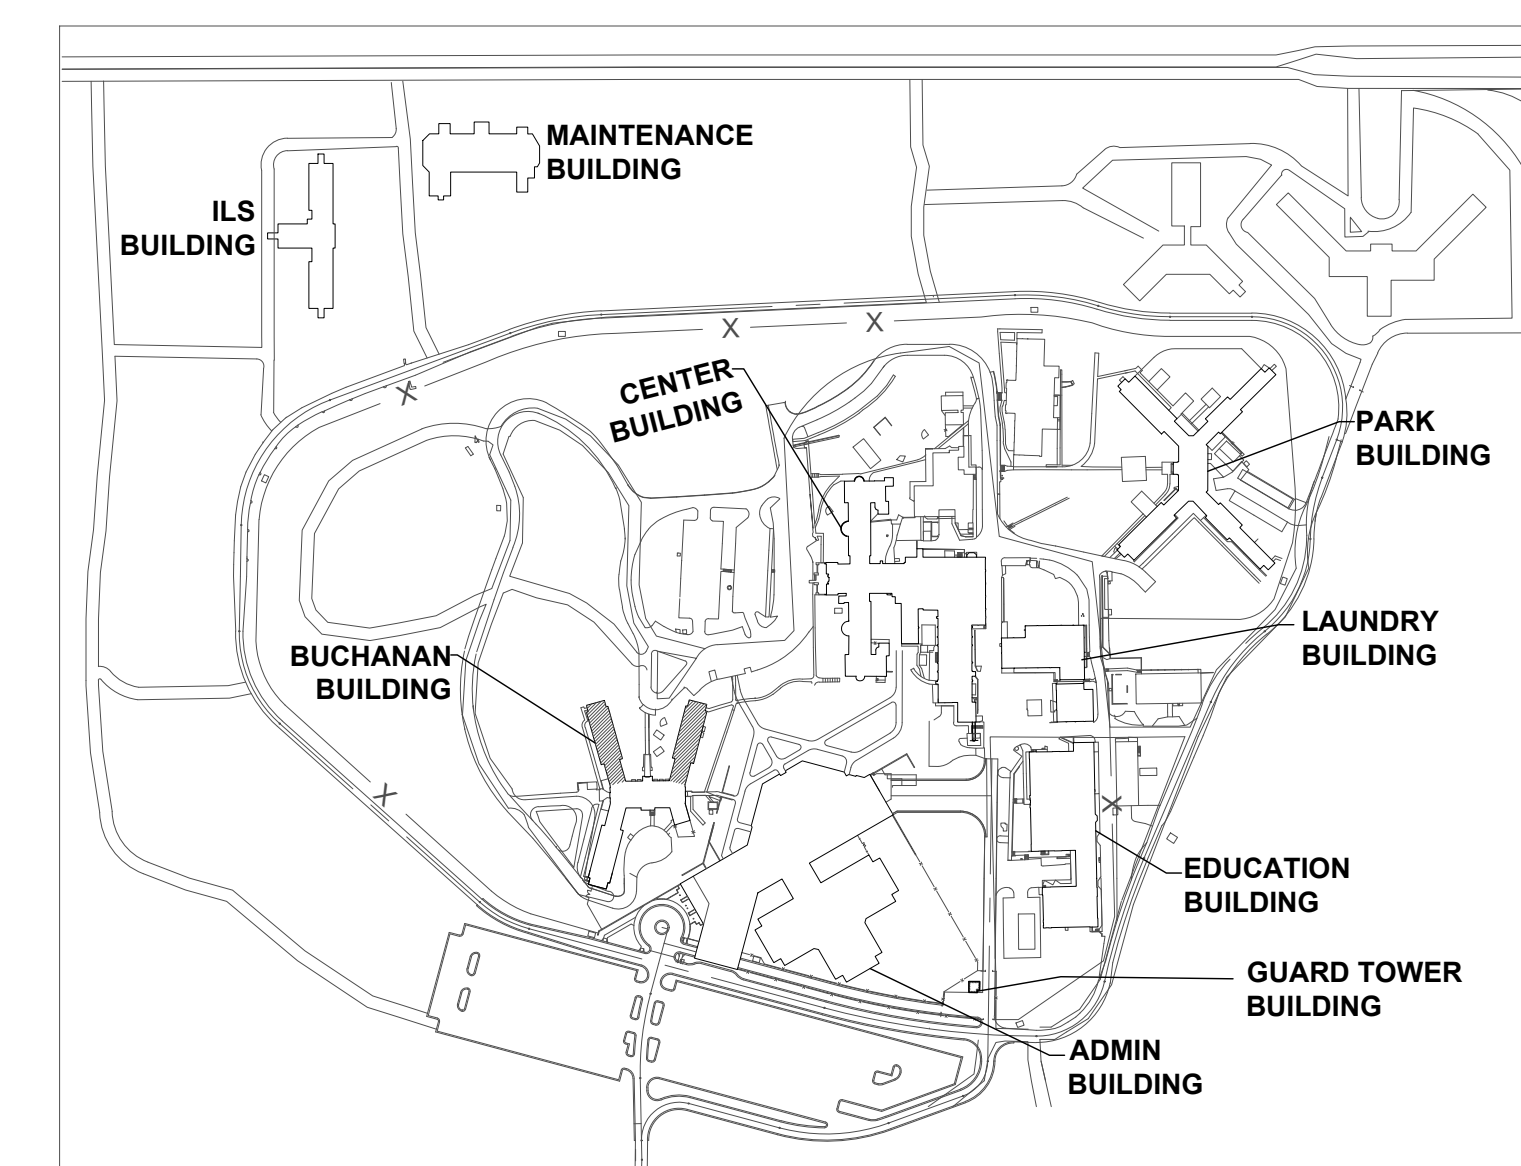 MAINTENANCE
BUILDING
ILS
BUILDING
X
X
X
CENTER
BUILDING
PARK
BUILDING
LAUNDRY
BUILDING
BUCHANAN
BUILDING
X
X
EDUCATION
BUILDING
GUARD TOWER
BUILDING
ADMIN
BUILDING